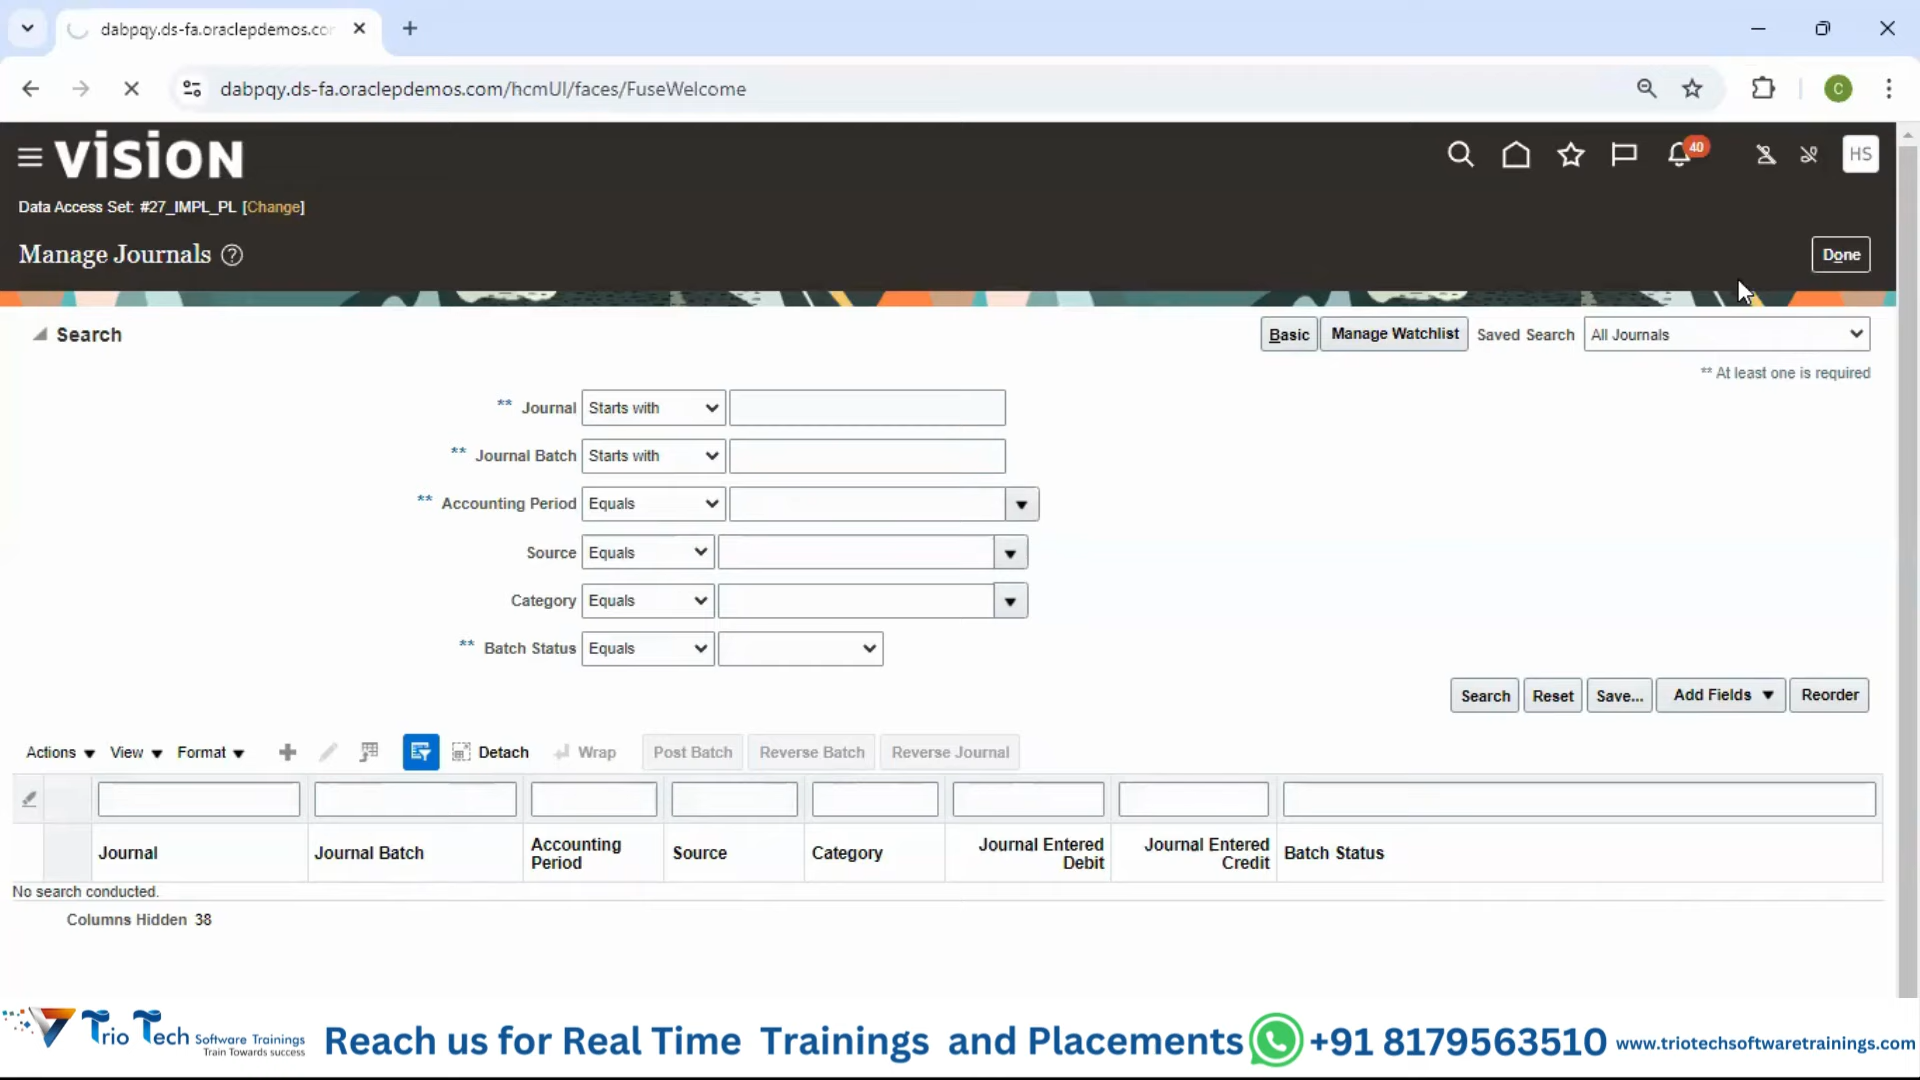 dabpqy.ds-fa.oraclepdemos.cor
dabpqy.ds-fa.oraclepdemos.com/hcmUI/faces/FuseWelcome
C
VISION
40
HS
Data Access Set: #27_IMPL_PL [Change]
Manage Journals
Done
Search
Basic Manage Watchlist Saved Search All Journals
** At least one is required
** Journal Starts with
** Journal Batch Starts with
** Accounting Period Equals
Source Equals
Category Equals
** Batch Status Equals
Search Reset Save... Add Fields Reorder
Actions View Format Detach Wrap Post Batch Reverse Batch Reverse Journal
Journal Journal Batch Accounting Period Source Category Journal Entered Debit Journal Entered Credit Batch Status
No search conducted.
Columns Hidden 38
Trio Tech Software Trainings
Train Towards success
Reach us for Real Time Trainings and Placements +91 8179563510 www.triotechsoftwaretrainings.com